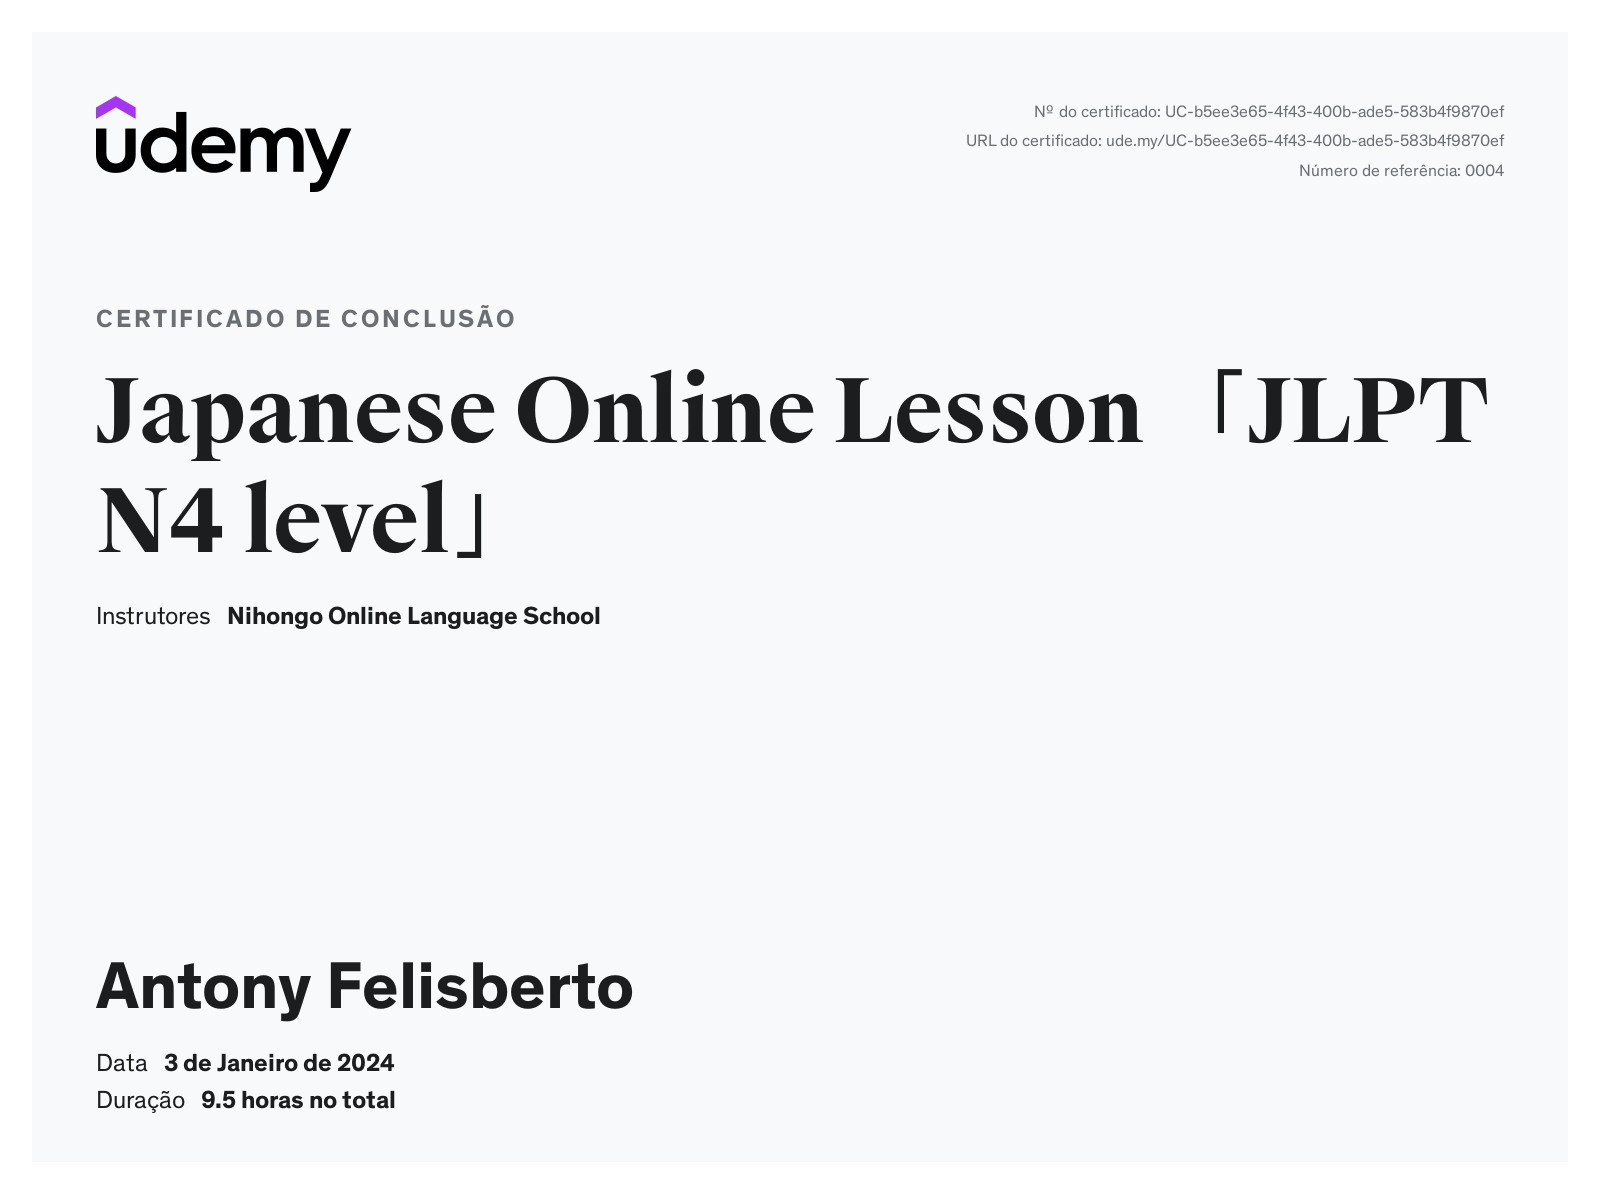 udemy
Nº do certificado: UC-b5ee3e65-4f43-400b-ade5-583b4f9870ef
URL do certificado: ude.my/UC-b5ee3e65-4f43-400b-ade5-583b4f9870ef
Número de referência: 0004
CERTIFICADO DE CONCLUSÃO
Japanese Online Lesson 「JLPT
N4 level」
Instrutores Nihongo Online Language School
Antony Felisberto
Data 3 de Janeiro de 2024
Duração 9.5 horas no total